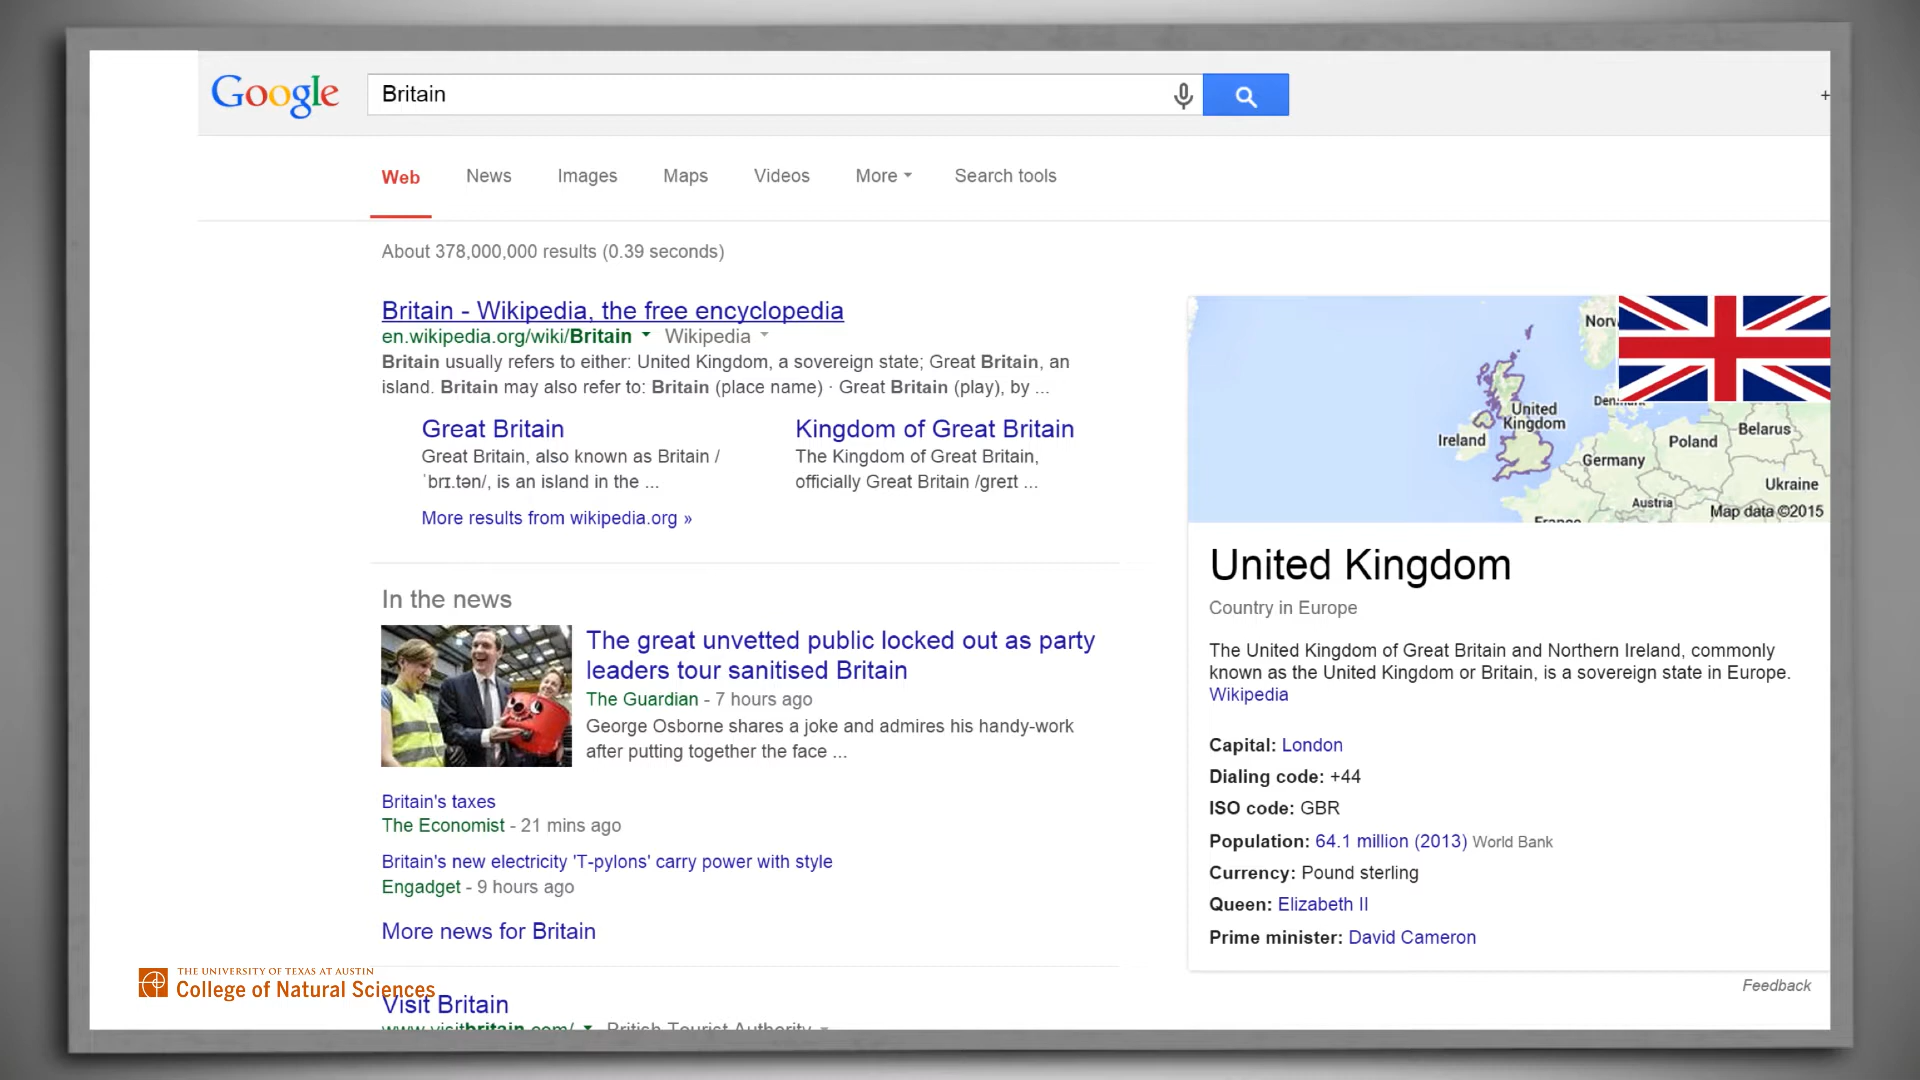 Google
Britain
+
Web News Images Maps Videos More Search tools
About 378,000,000 results (0.39 seconds)
Britain - Wikipedia, the free encyclopedia
en.wikipedia.org/wiki/Britain Wikipedia
Britain usually refers to either: United Kingdom, a sovereign state; Great Britain, an
island. Britain may also refer to: Britain (place name) · Great Britain (play), by ...
Great Britain
Great Britain, also known as Britain /
ˈbrɪ.tən/, is an island in the ...
Kingdom of Great Britain
The Kingdom of Great Britain,
officially Great Britain /ɡreɪt ...
More results from wikipedia.org »
In the news
The great unvetted public locked out as party
leaders tour sanitised Britain
The Guardian - 7 hours ago
George Osborne shares a joke and admires his handy-work
after putting together the face ...
Britain's taxes
The Economist - 21 mins ago
Britain's new electricity 'T-pylons' carry power with style
Engadget - 9 hours ago
More news for Britain
Visit Britain
www.visitbritain.com/ British Tourist Authority
THE UNIVERSITY OF TEXAS AT AUSTIN
College of Natural Sciences
Norw
United
Kingdom
Ireland
Belarus
Poland
Germany
Ukraine
Austria
Map data ©2015
United Kingdom
Country in Europe
The United Kingdom of Great Britain and Northern Ireland, commonly
known as the United Kingdom or Britain, is a sovereign state in Europe.
Wikipedia
Capital: London
Dialing code: +44
ISO code: GBR
Population: 64.1 million (2013) World Bank
Currency: Pound sterling
Queen: Elizabeth II
Prime minister: David Cameron
Feedback